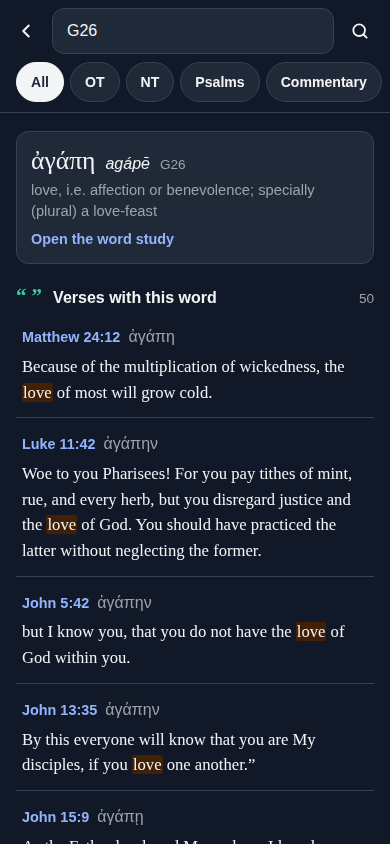 G26
All OT NT Psalms Commentary
ἀγάπη agápē G26
love, i.e. affection or benevolence; specially
(plural) a love-feast
Open the word study
“ ” Verses with this word 50
Matthew 24:12 ἀγάπη
Because of the multiplication of wickedness, the
love of most will grow cold.
Luke 11:42 ἀγάπην
Woe to you Pharisees! For you pay tithes of mint,
rue, and every herb, but you disregard justice and
the love of God. You should have practiced the
latter without neglecting the former.
John 5:42 ἀγάπην
but I know you, that you do not have the love of
God within you.
John 13:35 ἀγάπην
By this everyone will know that you are My
disciples, if you love one another.”
John 15:9 ἀγάπῃ